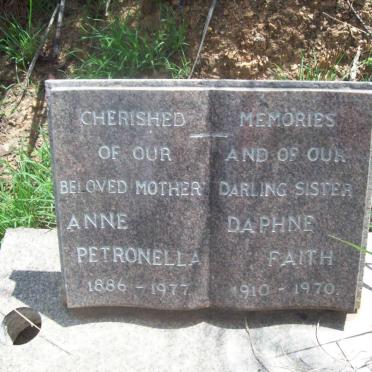 CHERISHED MEMORIES
OF OUR AND OF OUR
BELOVED MOTHER DARLING SISTER
ANNE DAPHNE
PETRONELLA FAITH
1886 - 1977 1910 - 1970